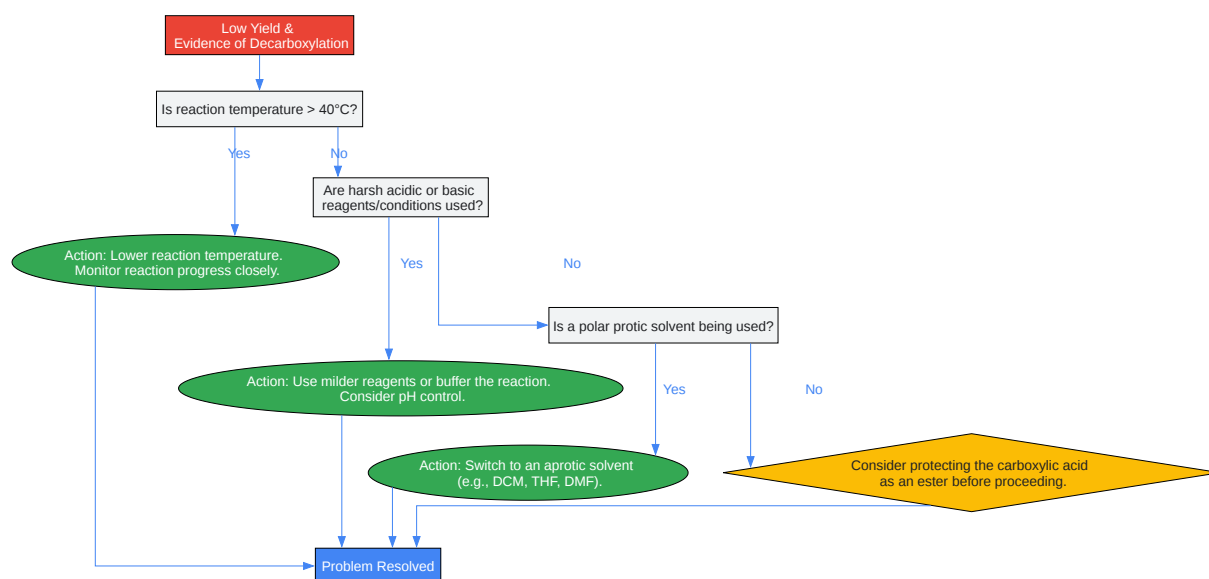 Low Yield &
Evidence of Decarboxylation
Is reaction temperature > 40°C?
Yes
No
Are harsh acidic or basic
reagents/conditions used?
Action: Lower reaction temperature.
Monitor reaction progress closely.
Yes
No
Is a polar protic solvent being used?
Action: Use milder reagents or buffer the reaction.
Consider pH control.
Yes
No
Action: Switch to an aprotic solvent
(e.g., DCM, THF, DMF).
Consider protecting the carboxylic acid
as an ester before proceeding.
Problem Resolved